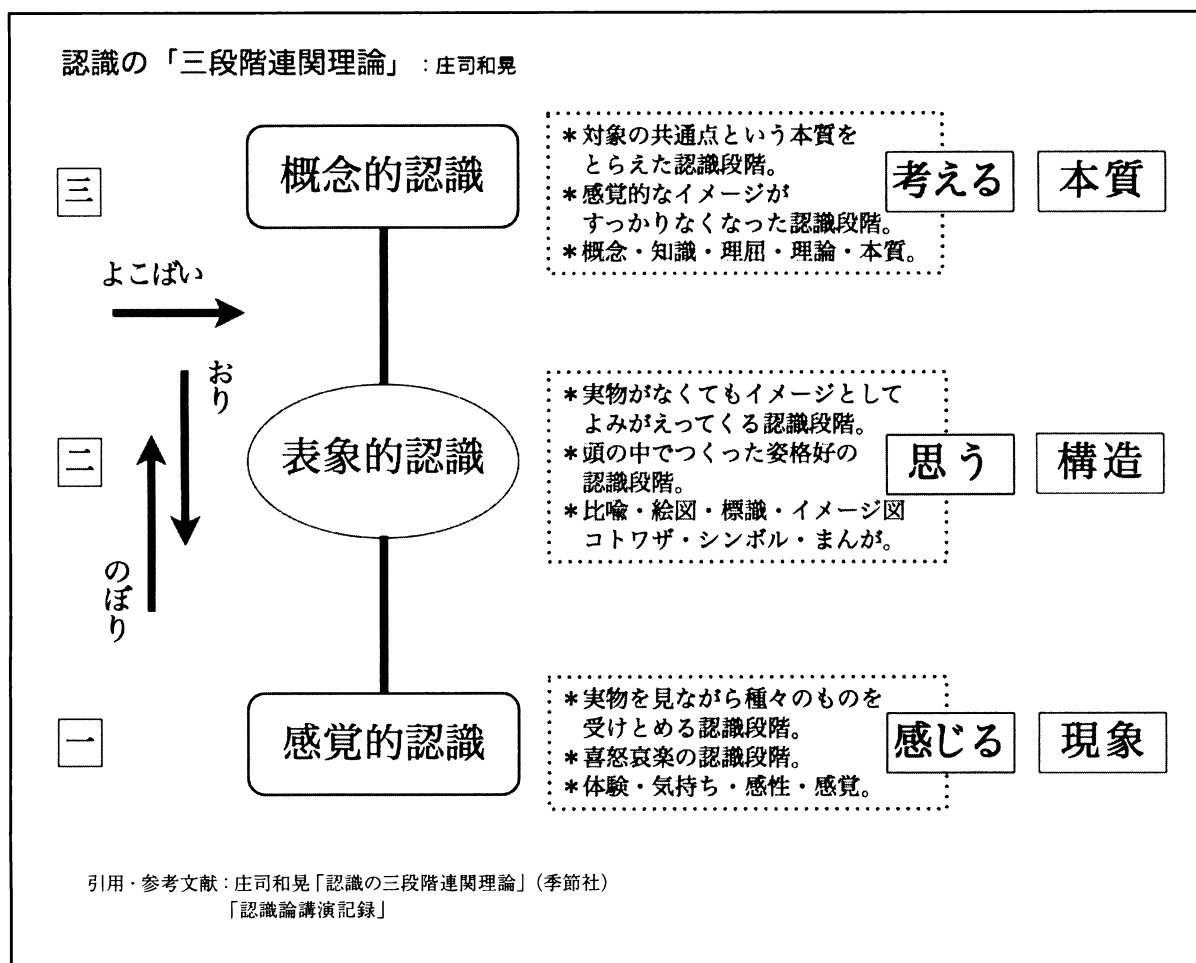 認識の「三段階連関理論」：庄司和晃
三
概念的認識
＊対象の共通点という本質を
とらえた認識段階。
＊感覚的なイメージが
すっかりなくなった認識段階。
＊概念・知識・理屈・理論・本質。
考える
本質
よこばい
おり
のぼり
二
表象的認識
＊実物がなくてもイメージとして
よみがえってくる認識段階。
＊頭の中でつくった姿格好の
認識段階。
＊比喩・絵図・標識・イメージ図
コトワザ・シンボル・まんが。
思う
構造
一
感覚的認識
＊実物を見ながら種々のものを
受けとめる認識段階。
＊喜怒哀楽の認識段階。
＊体験・気持ち・感性・感覚。
感じる
現象
引用・参考文献：庄司和晃「認識の三段階連関理論」（季節社）
「認識論講演記録」